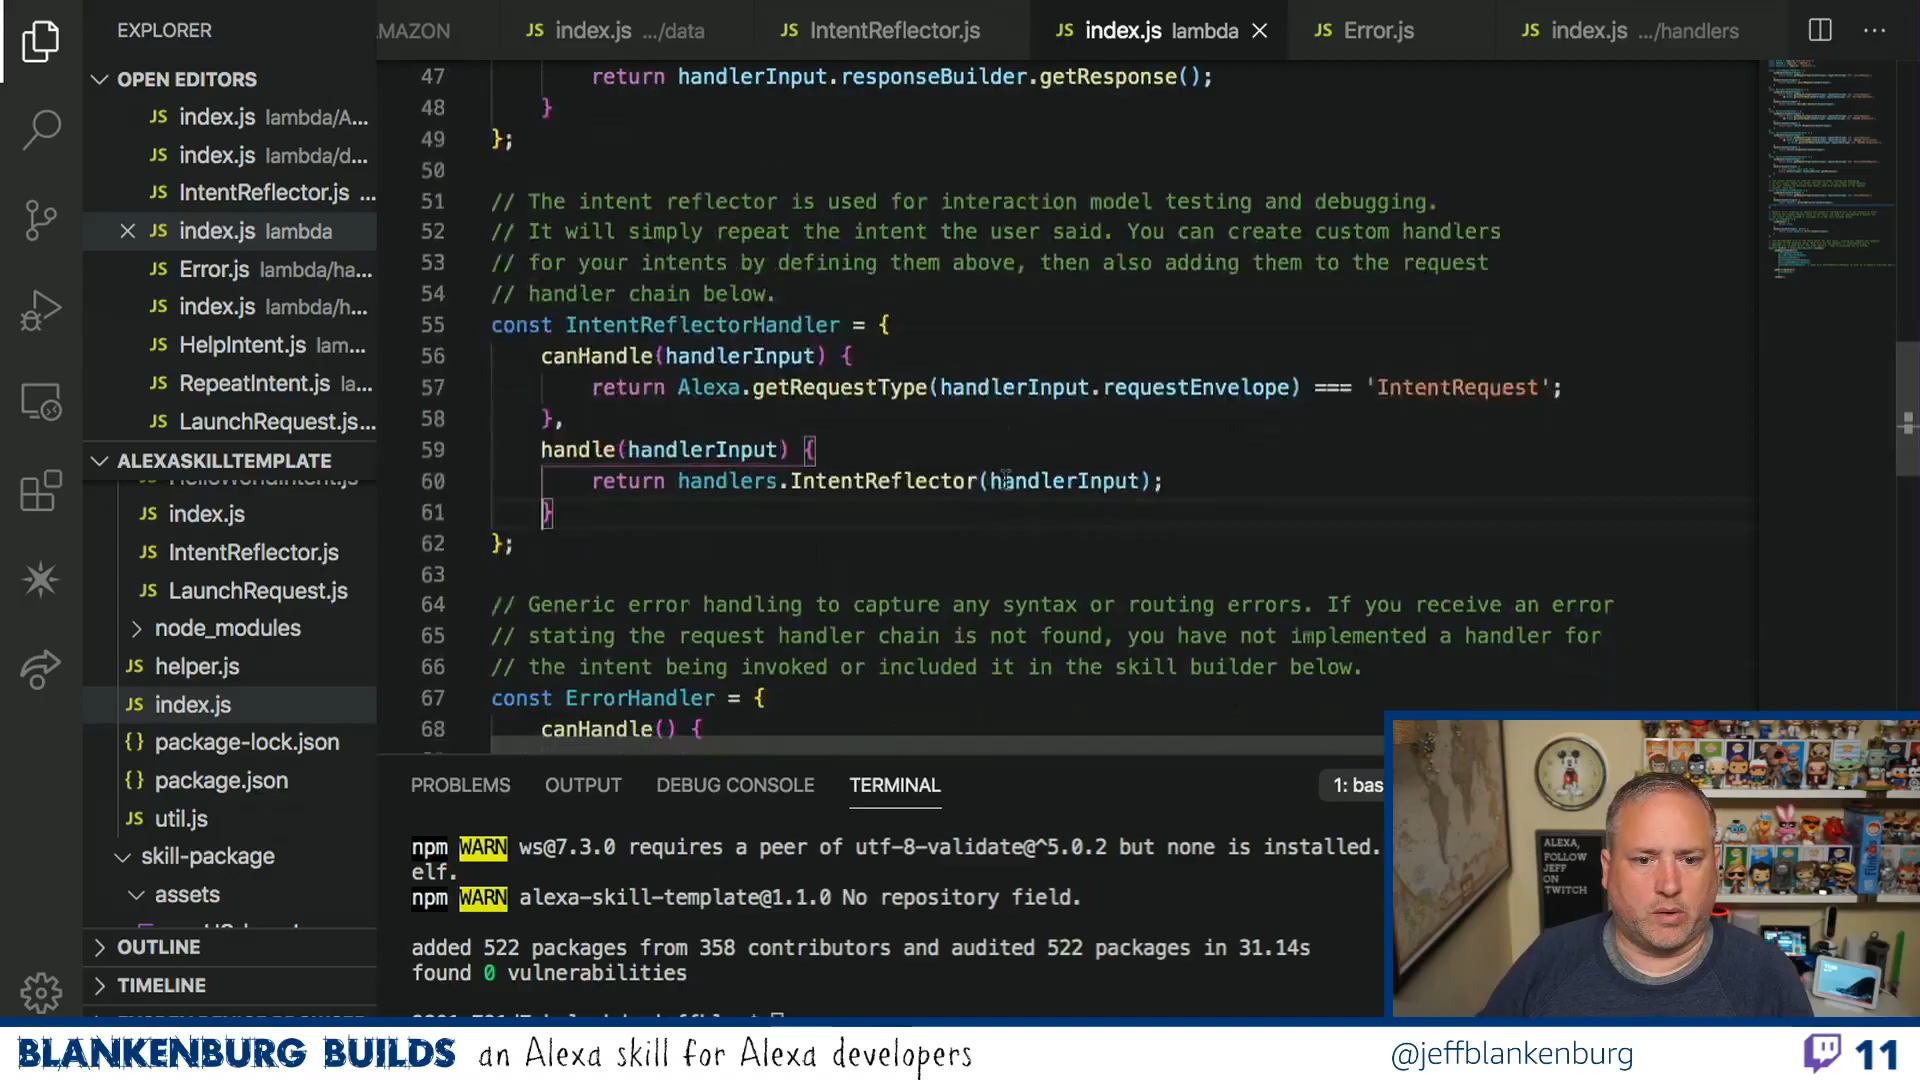 EXPLORER
OPEN EDITORS
JS index.js lambda/A...
JS index.js lambda/d...
JS IntentReflector.js ...
JS index.js lambda
JS Error.js lambda/ha...
JS index.js lambda/h...
JS HelpIntent.js lam...
JS RepeatIntent.js la...
JS LaunchRequest.js...
ALEXASKILLTEMPLATE
JS index.js
JS IntentReflector.js
JS LaunchRequest.js
node_modules
JS helper.js
JS index.js
{} package-lock.json
{} package.json
JS util.js
skill-package
assets
OUTLINE
TIMELINE
MAZON
JS index.js .../data
JS IntentReflector.js
JS index.js lambda
JS Error.js
JS index.js .../handlers
47 return handlerInput.responseBuilder.getResponse();
48 }
49 };
50
51 // The intent reflector is used for interaction model testing and debugging.
52 // It will simply repeat the intent the user said. You can create custom handlers
53 // for your intents by defining them above, then also adding them to the request
54 // handler chain below.
55 const IntentReflectorHandler = {
56 canHandle(handlerInput) {
57 return Alexa.getRequestType(handlerInput.requestEnvelope) === 'IntentRequest';
58 },
59 handle(handlerInput) {
60 return handlers.IntentReflector(handlerInput);
61 }
62 };
63
64 // Generic error handling to capture any syntax or routing errors. If you receive an error
65 // stating the request handler chain is not found, you have not implemented a handler for
66 // the intent being invoked or included it in the skill builder below.
67 const ErrorHandler = {
68 canHandle() {
PROBLEMS OUTPUT DEBUG CONSOLE TERMINAL 1: bas
npm WARN ws@7.3.0 requires a peer of utf-8-validate@^5.0.2 but none is installed.
elf.
npm WARN alexa-skill-template@1.1.0 No repository field.
added 522 packages from 358 contributors and audited 522 packages in 31.14s
found 0 vulnerabilities
ALEXA,
FOLLOW
JEFF
ON
TWITCH
BLANKENBURG BUILDS an Alexa skill for Alexa developers
@jeffblankenburg 11